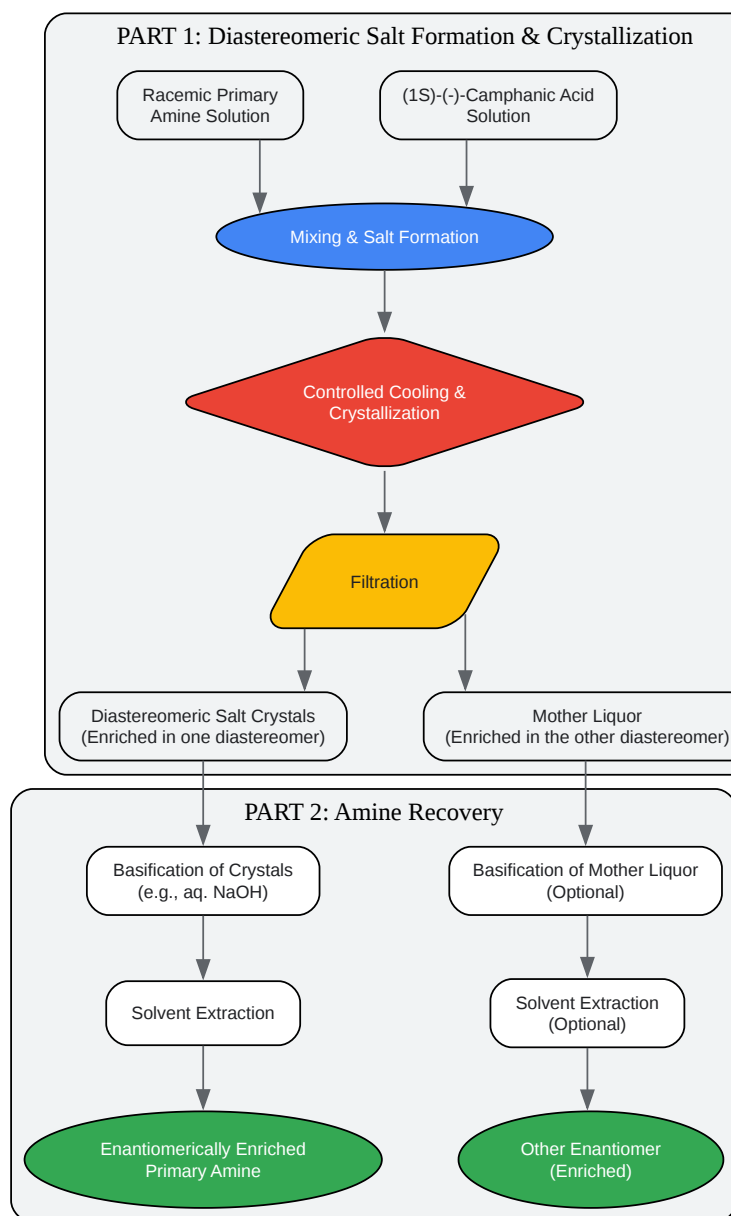 PART 1: Diastereomeric Salt Formation & Crystallization
Racemic Primary
Amine Solution
(1S)-(-)-Camphanic Acid
Solution
Mixing & Salt Formation
Controlled Cooling &
Crystallization
Filtration
Diastereomeric Salt Crystals
(Enriched in one diastereomer)
Mother Liquor
(Enriched in the other diastereomer)
PART 2: Amine Recovery
Basification of Crystals
(e.g., aq. NaOH)
Basification of Mother Liquor
(Optional)
Solvent Extraction
Solvent Extraction
(Optional)
Enantiomerically Enriched
Primary Amine
Other Enantiomer
(Enriched)